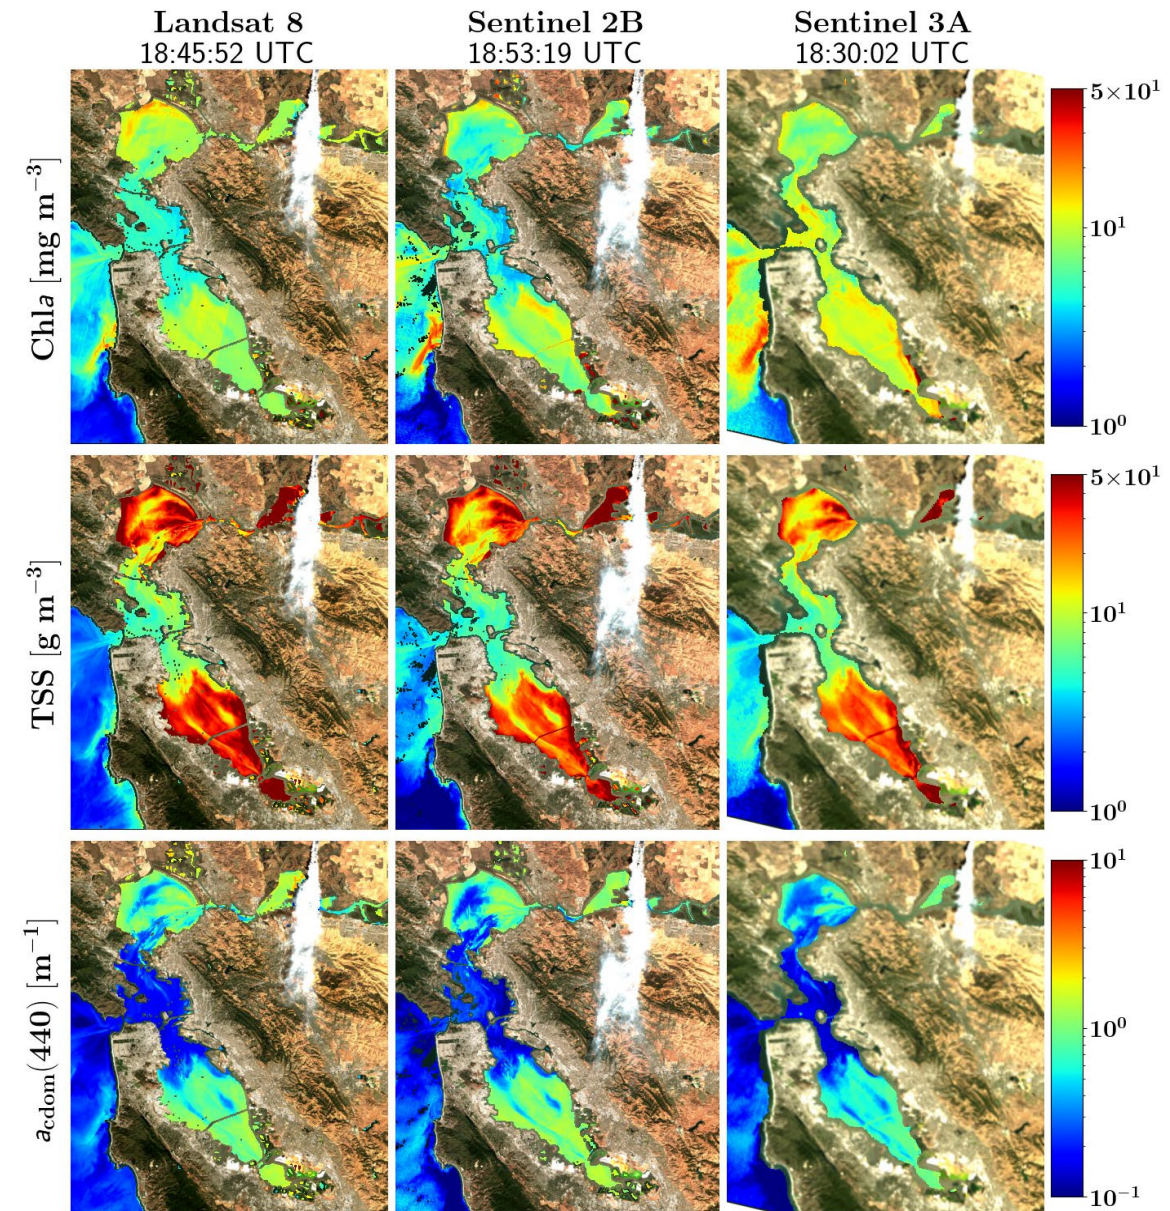 Landsat 8 Sentinel 2B Sentinel 3A
18:45:52 UTC 18:53:19 UTC 18:30:02 UTC
Chla [mg m⁻³]
5×10¹
10¹
10⁰
TSS [g m⁻³]
5×10¹
10¹
10⁰
a_cdom(440) [m⁻¹]
10¹
10⁰
10⁻¹